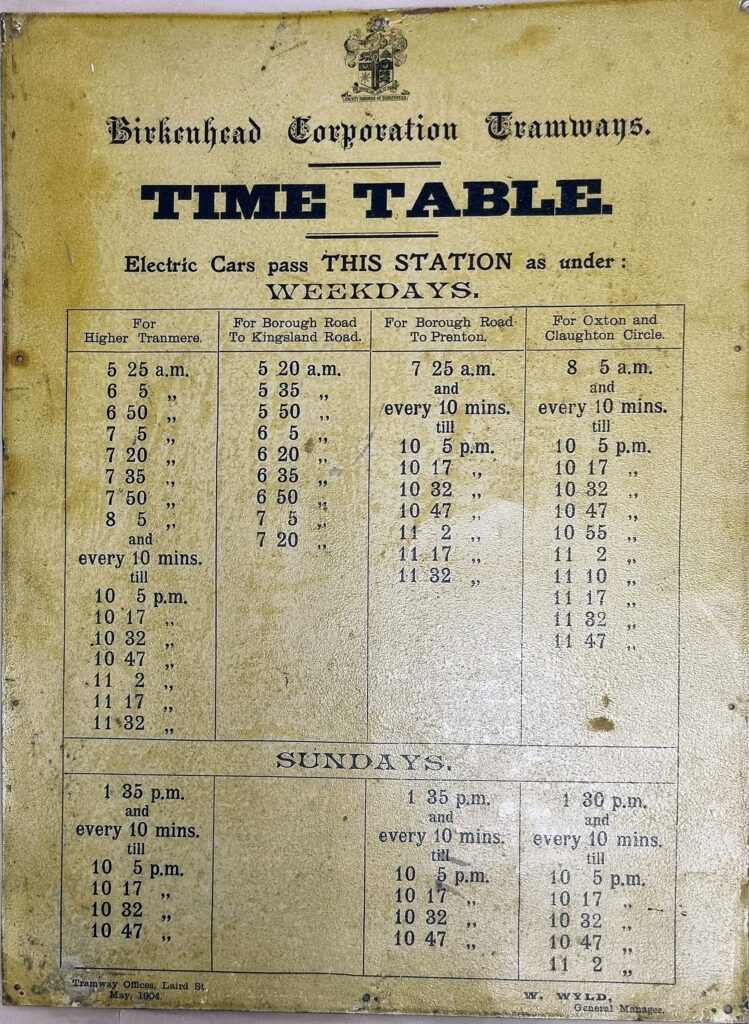 COUNTY BOROUGH OF BIRKENHEAD
Birkenhead Corporation Tramways.
TIME TABLE.
Electric Cars pass THIS STATION as under:
WEEKDAYS.
For
Higher Tranmere.
5 25 a.m.
6 5 „
6 50 „
7 5 „
7 20 „
7 35 „
7 50 „
8 5 „
and
every 10 mins.
till
10 5 p.m.
10 17 „
10 32 „
10 47 „
11 2 „
11 17 „
11 32 „
For Borough Road
To Kingsland Road.
5 20 a.m.
5 35 „
5 50 „
6 5 „
6 20 „
6 35 „
6 50 „
7 5 „
7 20 „
For Borough Road
To Prenton.
7 25 a.m.
and
every 10 mins.
till
10 5 p.m.
10 17 „
10 32 „
10 47 „
11 2 „
11 17 „
11 32 „
For Oxton and
Claughton Circle.
8 5 a.m.
and
every 10 mins.
till
10 5 p.m.
10 17 „
10 32 „
10 47 „
10 55 „
11 2 „
11 10 „
11 17 „
11 32 „
11 47 „
SUNDAYS.
1 35 p.m.
and
every 10 mins.
till
10 5 p.m.
10 17 „
10 32 „
10 47 „
1 35 p.m.
and
every 10 mins.
till
10 5 p.m.
10 17 „
10 32 „
10 47 „
1 30 p.m.
and
every 10 mins.
till
10 5 p.m.
10 17 „
10 32 „
10 47 „
11 2 „
Tramway Offices, Laird St.
May, 1904.
W. WYLD,
General Manager.